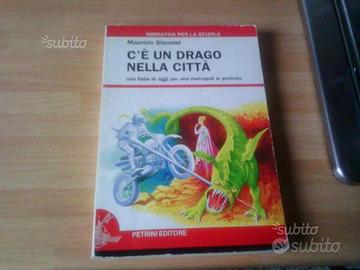 subito
NARRATIVA PER LA SCUOLA
Maurizio Giannini
C'È UN DRAGO
NELLA CITTÀ
una fiaba di oggi per una metropoli in pericolo
PETRINI EDITORE
subito
subito